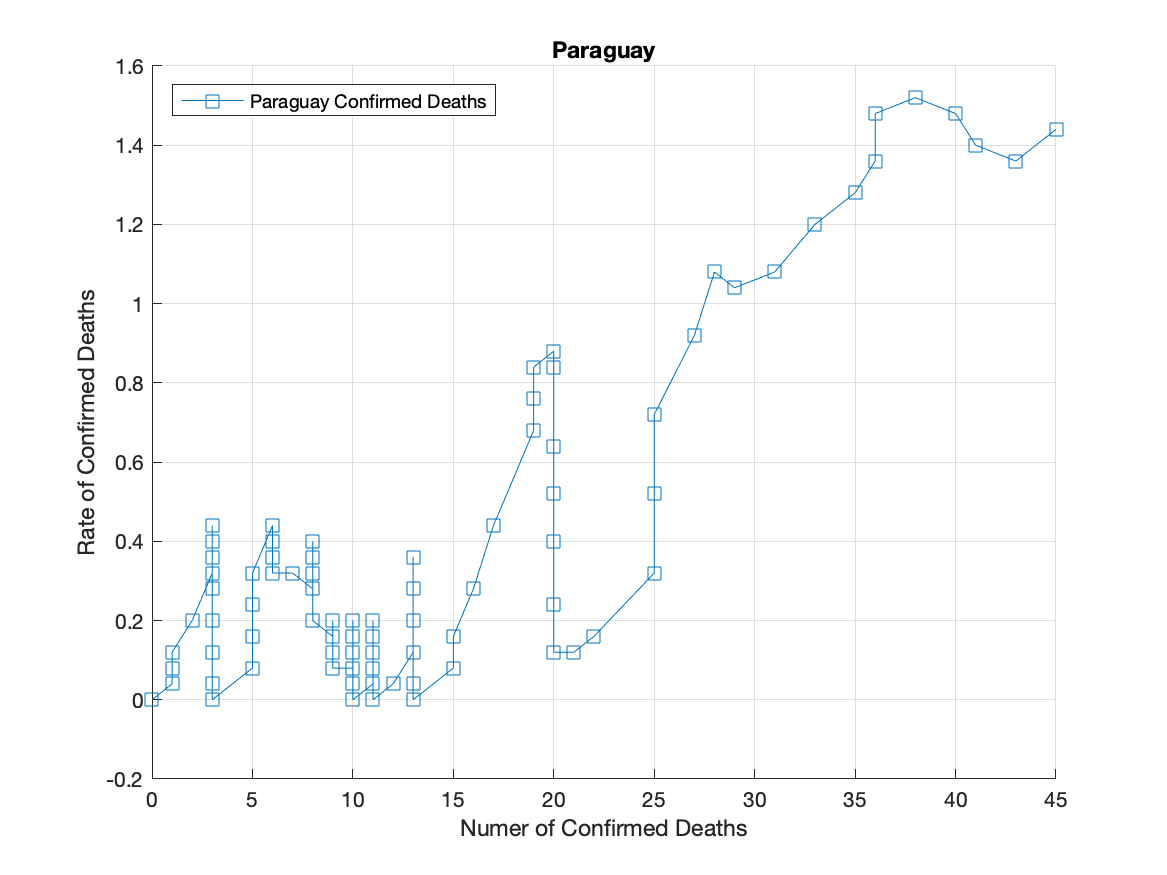 Paraguay
Paraguay Confirmed Deaths
1.6
1.4
1.2
1
0.8
0.6
0.4
0.2
0
-0.2
Rate of Confirmed Deaths
0 5 10 15 20 25 30 35 40 45
Numer of Confirmed Deaths